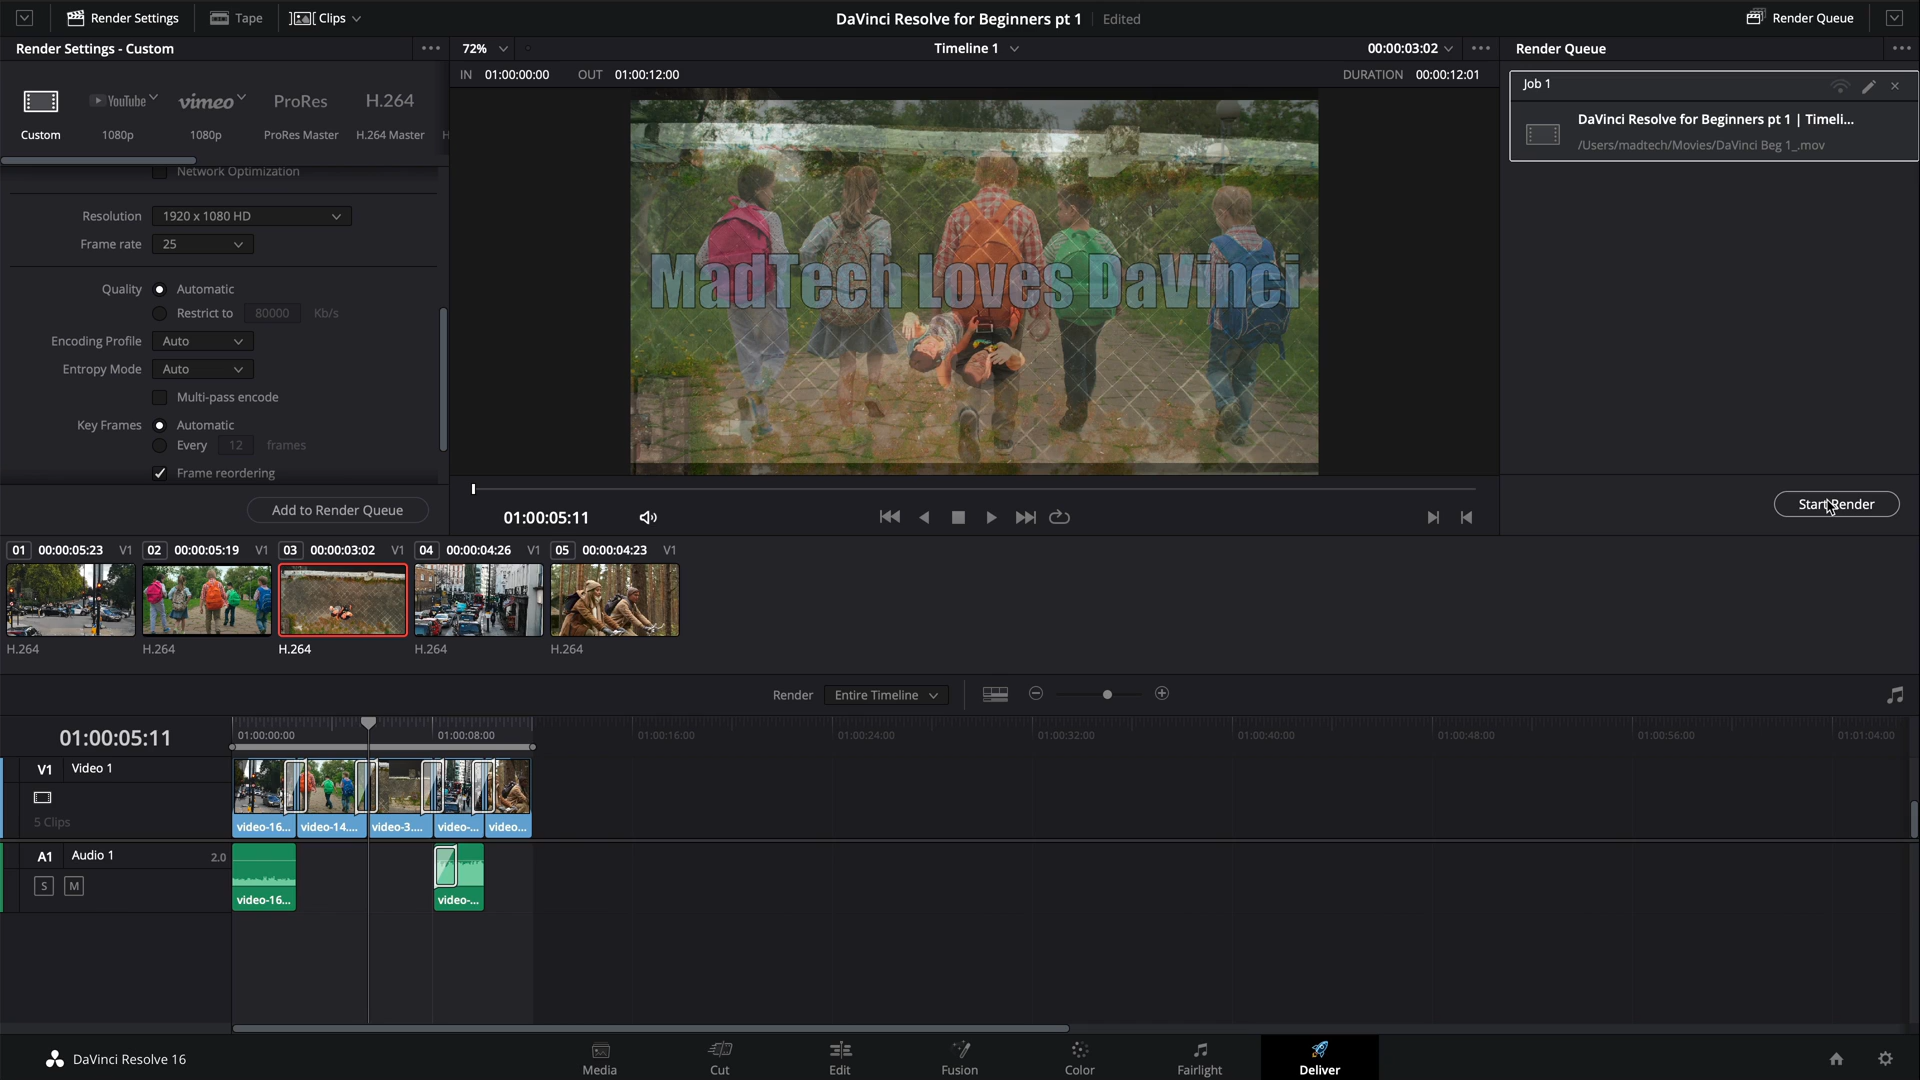 Render Settings
Tape
Clips
DaVinci Resolve for Beginners pt 1
Edited
Render Queue
Render Settings - Custom
72%
Timeline 1
00:00:03:02
Render Queue
IN 01:00:00:00 OUT 01:00:12:00
DURATION 00:00:12:01
Job 1
DaVinci Resolve for Beginners pt 1 | Timeli...
/Users/madtech/Movies/DaVinci Beg 1_.mov
YouTube
vimeo
ProRes
H.264
Custom
1080p
1080p
ProRes Master
H.264 Master
H
Network Optimization
Resolution 1920 x 1080 HD
Frame rate 25
Quality Automatic
Restrict to 80000 Kb/s
Encoding Profile Auto
Entropy Mode Auto
Multi-pass encode
Key Frames Automatic
Every 12 frames
Frame reordering
Add to Render Queue
MadTech Loves DaVinci
01:00:05:11
Start Render
01 00:00:05:23 V1
02 00:00:05:19 V1
03 00:00:03:02 V1
04 00:00:04:26 V1
05 00:00:04:23 V1
H.264
H.264
H.264
H.264
H.264
Render Entire Timeline
01:00:05:11
01:00:00:00
01:00:08:00
01:00:16:00
01:00:24:00
01:00:32:00
01:00:40:00
01:00:48:00
01:00:56:00
01:01:04:00
V1 Video 1
5 Clips
video-16...
video-14....
video-3....
video-...
video...
A1 Audio 1 2.0
S M
video-16...
video-...
DaVinci Resolve 16
Media
Cut
Edit
Fusion
Color
Fairlight
Deliver